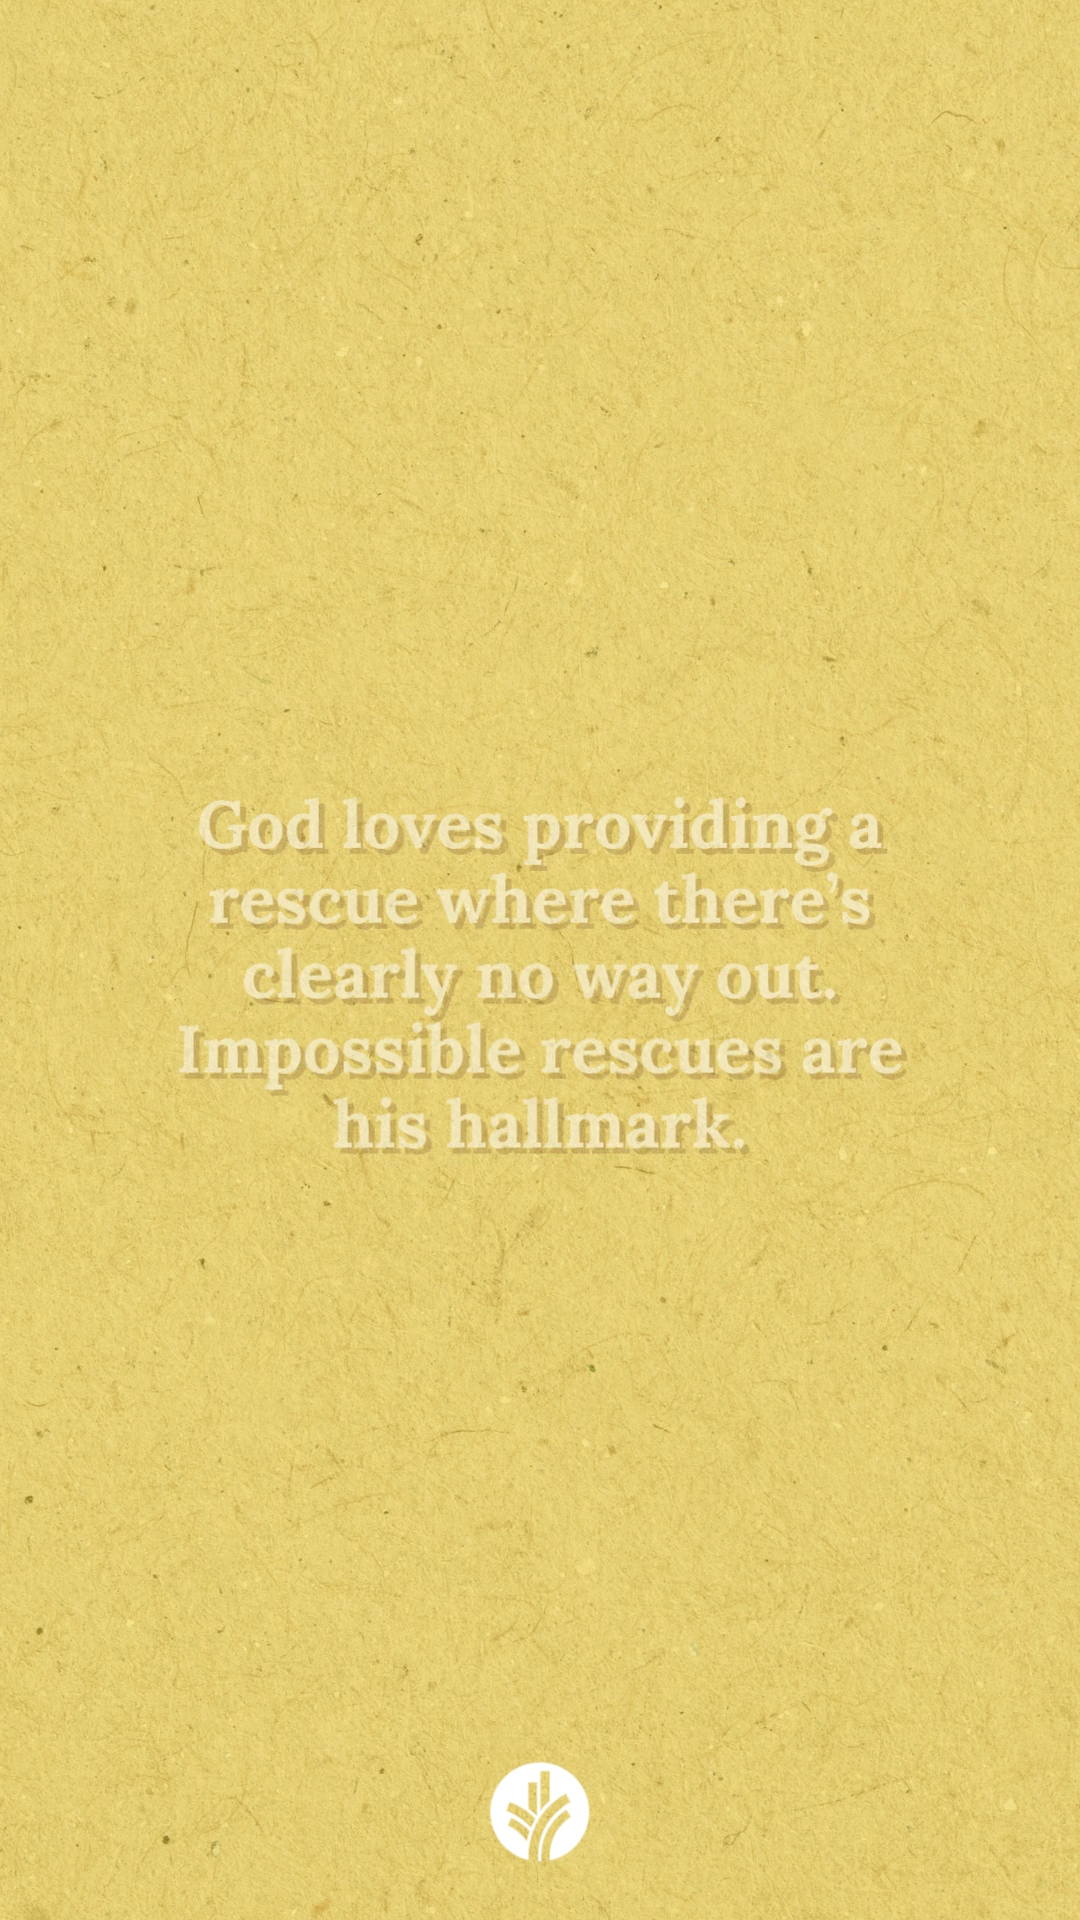 God loves providing a
rescue where there’s
clearly no way out.
Impossible rescues are
his hallmark.